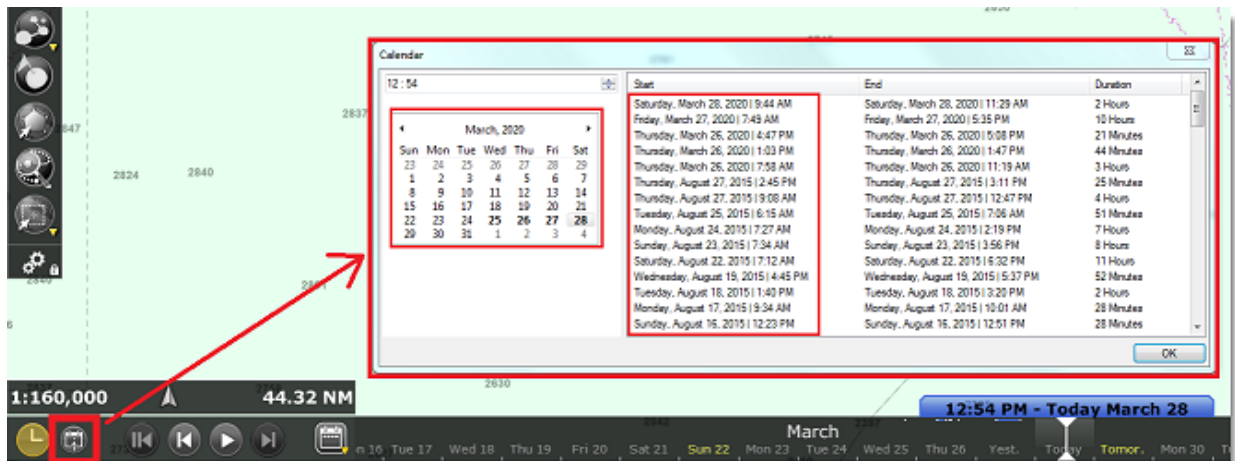 2847
2824
2840
2837
Calendar
12 : 54
March, 2020
Sun Mon Tue Wed Thu Fri Sat
23 24 25 26 27 28 29
1 2 3 4 5 6 7
8 9 10 11 12 13 14
15 16 17 18 19 20 21
22 23 24 25 26 27 28
29 30 31 1 2 3 4
Start End Duration
Saturday, March 28, 2020 | 9:44 AM Saturday, March 28, 2020 | 11:29 AM 2 Hours
Friday, March 27, 2020 | 7:49 AM Friday, March 27, 2020 | 5:35 PM 10 Hours
Thursday, March 26, 2020 | 4:47 PM Thursday, March 26, 2020 | 5:08 PM 21 Minutes
Thursday, March 26, 2020 | 1:03 PM Thursday, March 26, 2020 | 1:47 PM 44 Minutes
Thursday, March 26, 2020 | 7:58 AM Thursday, March 26, 2020 | 11:19 AM 3 Hours
Thursday, August 27, 2015 | 2:45 PM Thursday, August 27, 2015 | 3:11 PM 25 Minutes
Thursday, August 27, 2015 | 9:08 AM Thursday, August 27, 2015 | 12:47 PM 4 Hours
Tuesday, August 25, 2015 | 6:15 AM Tuesday, August 25, 2015 | 7:06 AM 51 Minutes
Monday, August 24, 2015 | 7:27 AM Monday, August 24, 2015 | 2:19 PM 7 Hours
Sunday, August 23, 2015 | 7:34 AM Sunday, August 23, 2015 | 3:56 PM 8 Hours
Saturday, August 22, 2015 | 7:12 AM Saturday, August 22, 2015 | 6:32 PM 11 Hours
Wednesday, August 19, 2015 | 4:45 PM Wednesday, August 19, 2015 | 5:37 PM 52 Minutes
Tuesday, August 18, 2015 | 1:40 PM Tuesday, August 18, 2015 | 3:20 PM 2 Hours
Monday, August 17, 2015 | 9:34 AM Monday, August 17, 2015 | 10:01 AM 28 Minutes
Sunday, August 16, 2015 | 12:23 PM Sunday, August 16, 2015 | 12:51 PM 28 Minutes
OK
2630
1:160,000 44.32 NM
12:54 PM - Today March 28
March
16 Tue 17 Wed 18 Thu 19 Fri 20 Sat 21 Sun 22 Mon 23 Tue 24 Wed 25 Thu 26 Yest. Today Tomor. Mon 30